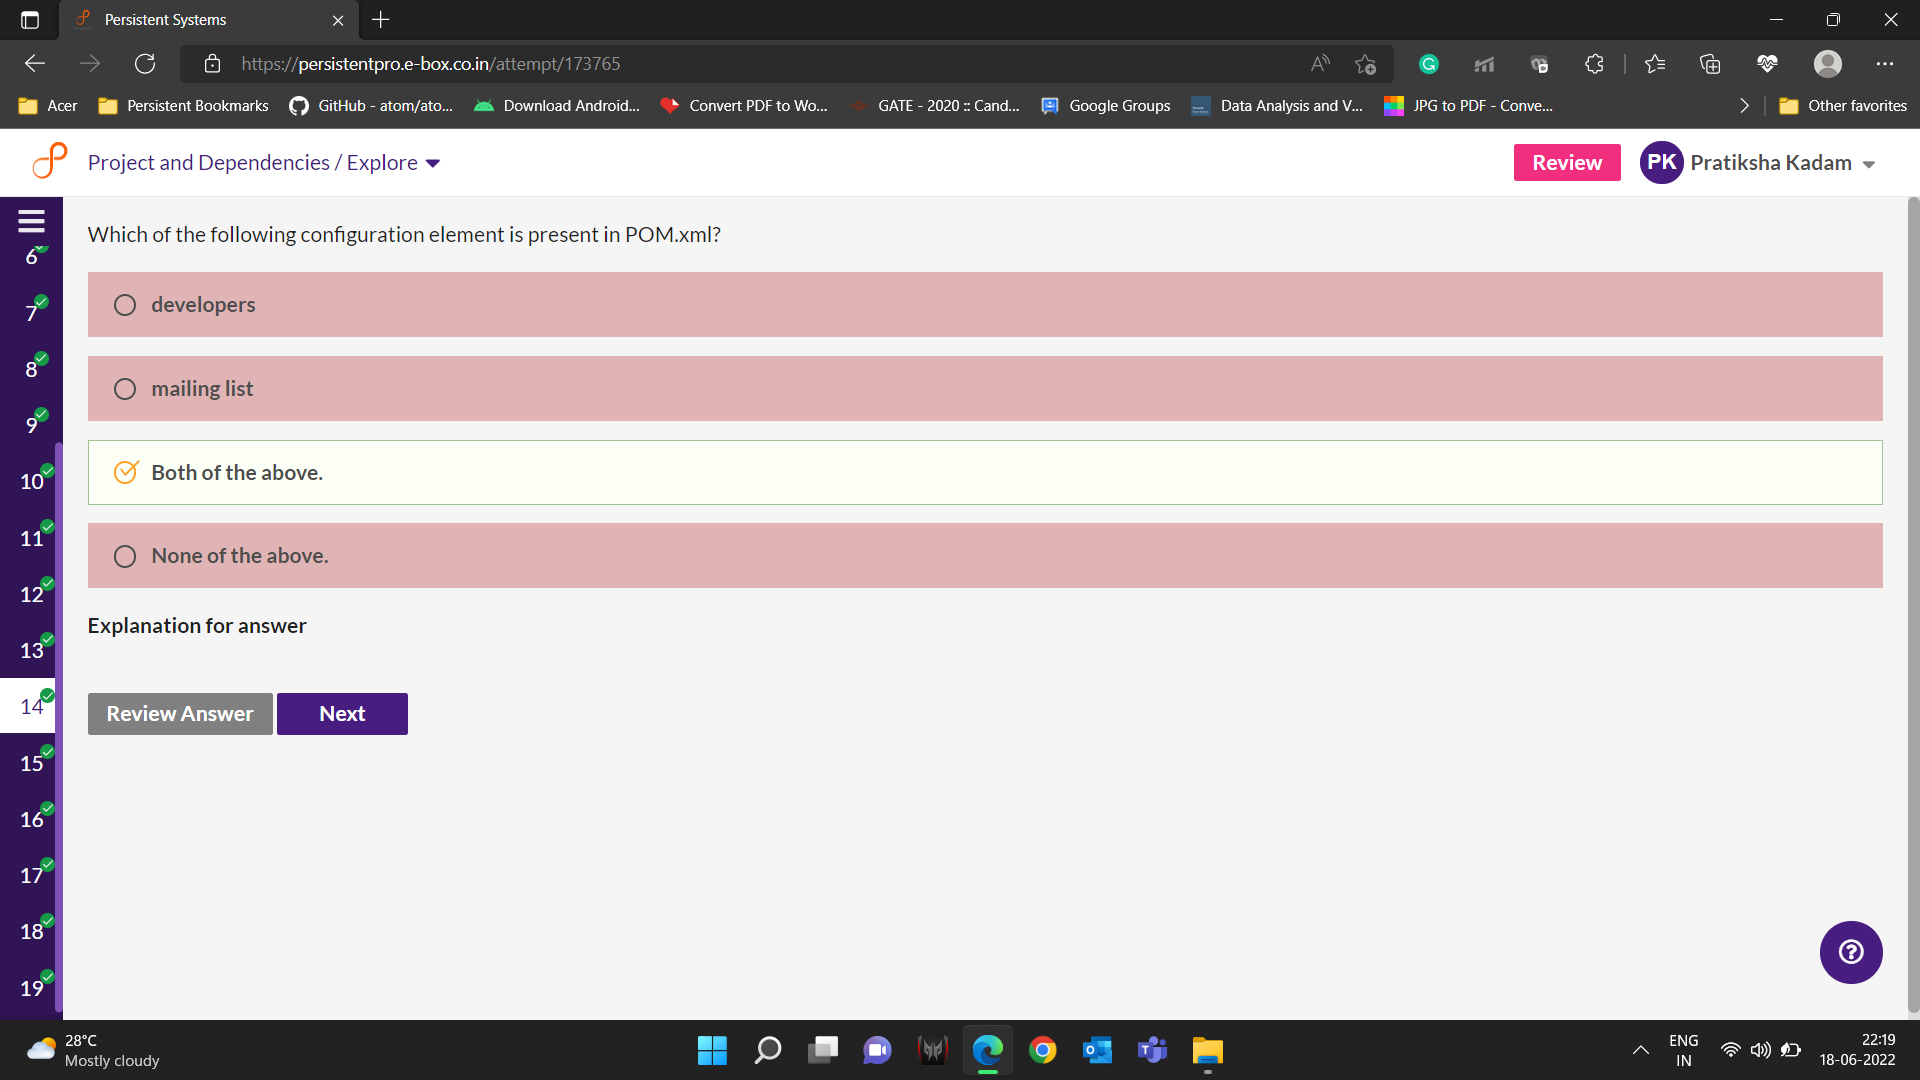 Persistent Systems
https://persistentpro.e-box.co.in/attempt/173765
Acer
Persistent Bookmarks
GitHub - atom/ato...
Download Android...
Convert PDF to Wo...
GATE - 2020 :: Cand...
Google Groups
Data Analysis and V...
JPG to PDF - Conve...
Other favorites
Project and Dependencies / Explore
Review
PK
Pratiksha Kadam
Which of the following configuration element is present in POM.xml?
6
developers
7
8
mailing list
9
10
Both of the above.
11
None of the above.
12
Explanation for answer
13
14
Review Answer
Next
15
16
17
18
19
28°C
Mostly cloudy
ENG
IN
22:19
18-06-2022